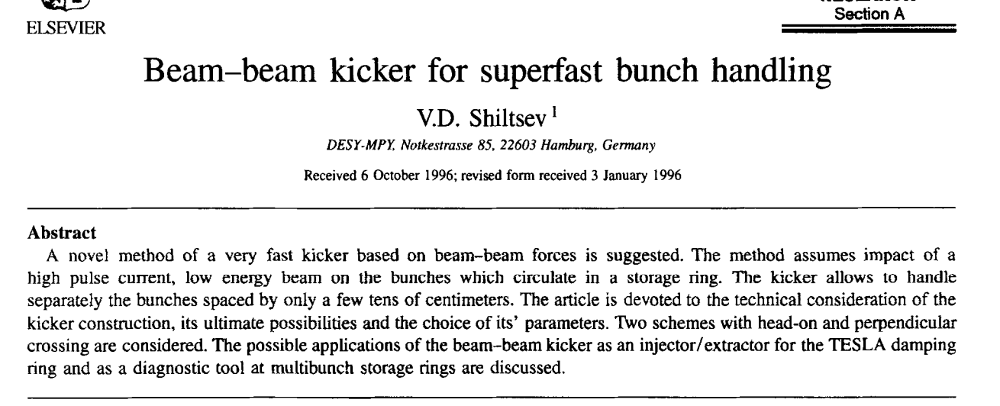 ELSEVIER
Section A
Beam–beam kicker for superfast bunch handling
V.D. Shiltsev 1
DESY-MPY, Notkestrasse 85, 22603 Hamburg, Germany
Received 6 October 1996; revised form received 3 January 1996
Abstract
A novel method of a very fast kicker based on beam–beam forces is suggested. The method assumes impact of a
high pulse current, low energy beam on the bunches which circulate in a storage ring. The kicker allows to handle
separately the bunches spaced by only a few tens of centimeters. The article is devoted to the technical consideration of the
kicker construction, its ultimate possibilities and the choice of its' parameters. Two schemes with head-on and perpendicular
crossing are considered. The possible applications of the beam–beam kicker as an injector/extractor for the TESLA damping
ring and as a diagnostic tool at multibunch storage rings are discussed.